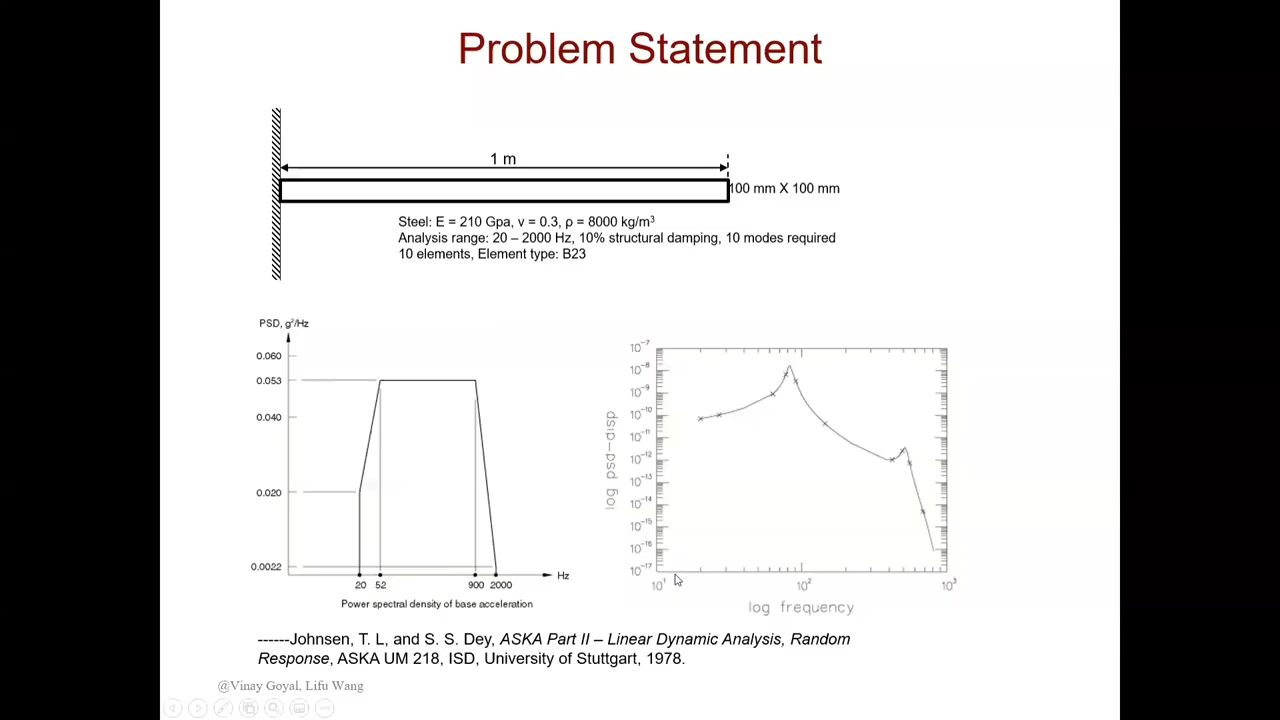 Problem Statement
1 m
100 mm X 100 mm
Steel: E = 210 Gpa, ν = 0.3, ρ = 8000 kg/m³
Analysis range: 20 – 2000 Hz, 10% structural damping, 10 modes required
10 elements, Element type: B23
PSD, g²/Hz
0.060
0.053
0.040
0.020
0.0022
20 52 900 2000 Hz
Power spectral density of base acceleration
log psd-disp
10⁻⁷
10⁻⁸
10⁻⁹
10⁻¹⁰
10⁻¹¹
10⁻¹²
10⁻¹³
10⁻¹⁴
10⁻¹⁵
10⁻¹⁶
10⁻¹⁷
10¹ 10² 10³
log frequency
------Johnsen, T. L, and S. S. Dey, ASKA Part II – Linear Dynamic Analysis, Random
Response, ASKA UM 218, ISD, University of Stuttgart, 1978.
@Vinay Goyal, Lifu Wang